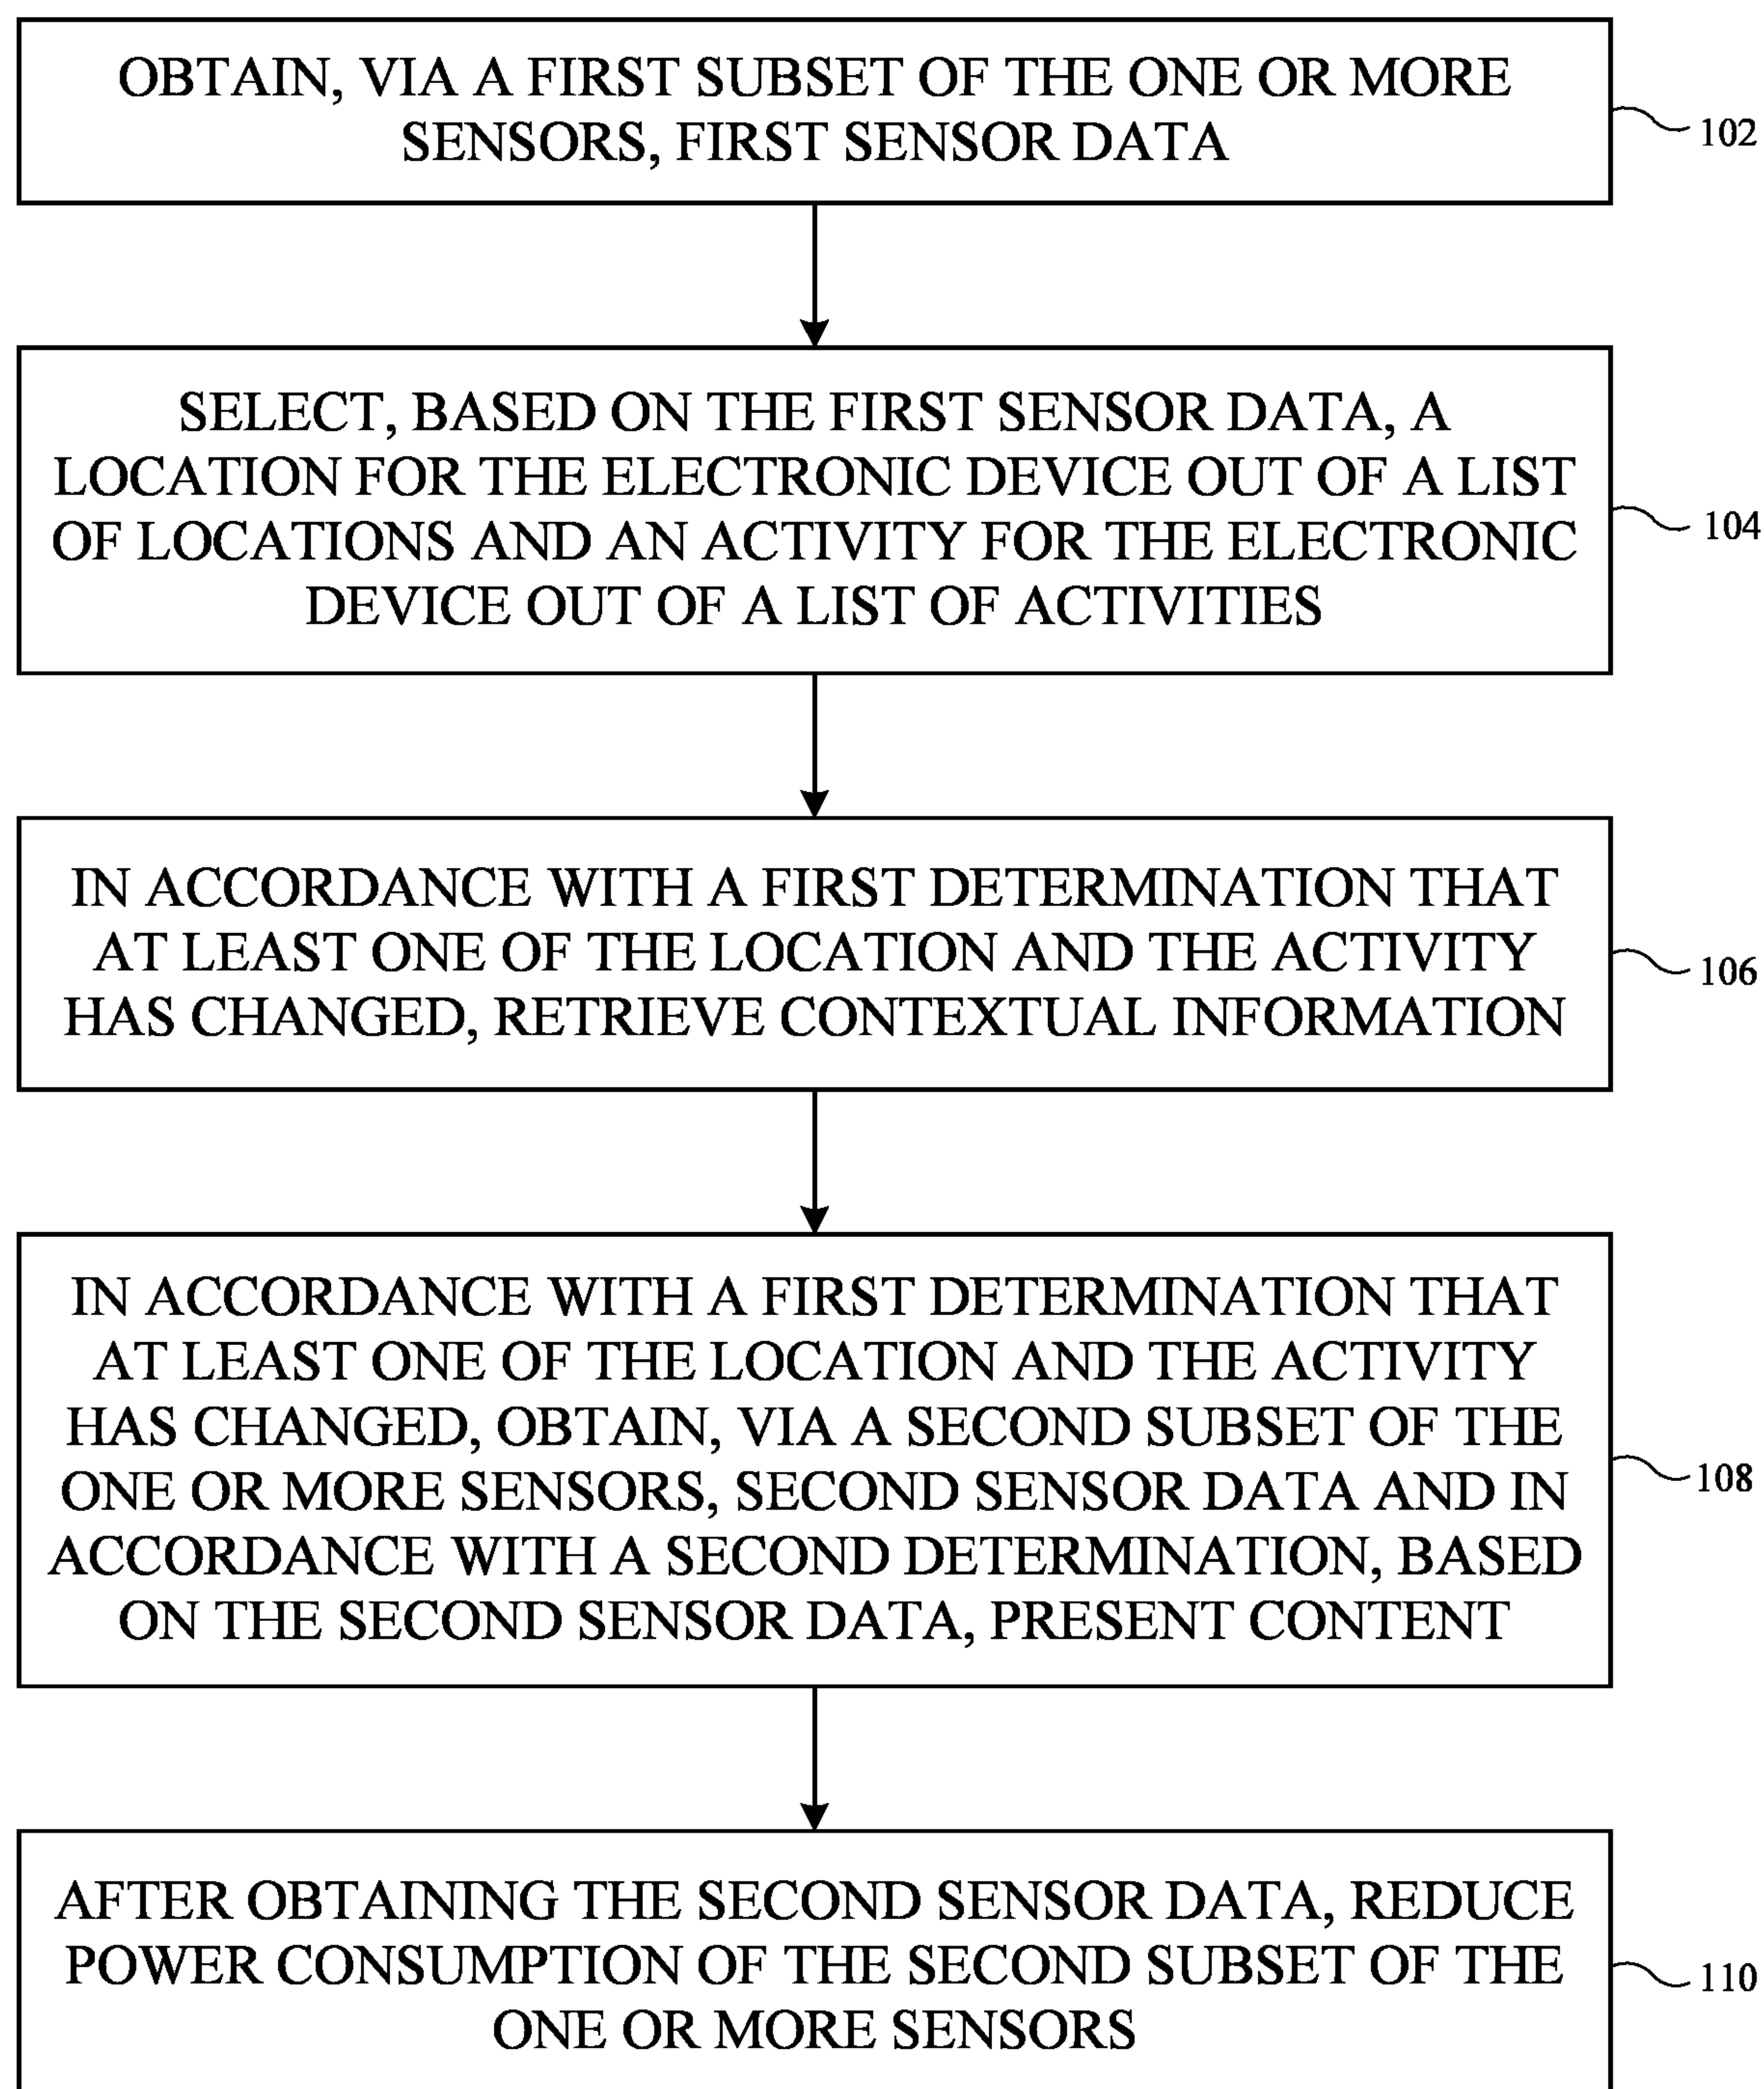 OBTAIN, VIA A FIRST SUBSET OF THE ONE OR MORE
SENSORS, FIRST SENSOR DATA
102
SELECT, BASED ON THE FIRST SENSOR DATA, A
LOCATION FOR THE ELECTRONIC DEVICE OUT OF A LIST
OF LOCATIONS AND AN ACTIVITY FOR THE ELECTRONIC
DEVICE OUT OF A LIST OF ACTIVITIES
104
IN ACCORDANCE WITH A FIRST DETERMINATION THAT
AT LEAST ONE OF THE LOCATION AND THE ACTIVITY
HAS CHANGED, RETRIEVE CONTEXTUAL INFORMATION
106
IN ACCORDANCE WITH A FIRST DETERMINATION THAT
AT LEAST ONE OF THE LOCATION AND THE ACTIVITY
HAS CHANGED, OBTAIN, VIA A SECOND SUBSET OF THE
ONE OR MORE SENSORS, SECOND SENSOR DATA AND IN
ACCORDANCE WITH A SECOND DETERMINATION, BASED
ON THE SECOND SENSOR DATA, PRESENT CONTENT
108
AFTER OBTAINING THE SECOND SENSOR DATA, REDUCE
POWER CONSUMPTION OF THE SECOND SUBSET OF THE
ONE OR MORE SENSORS
110